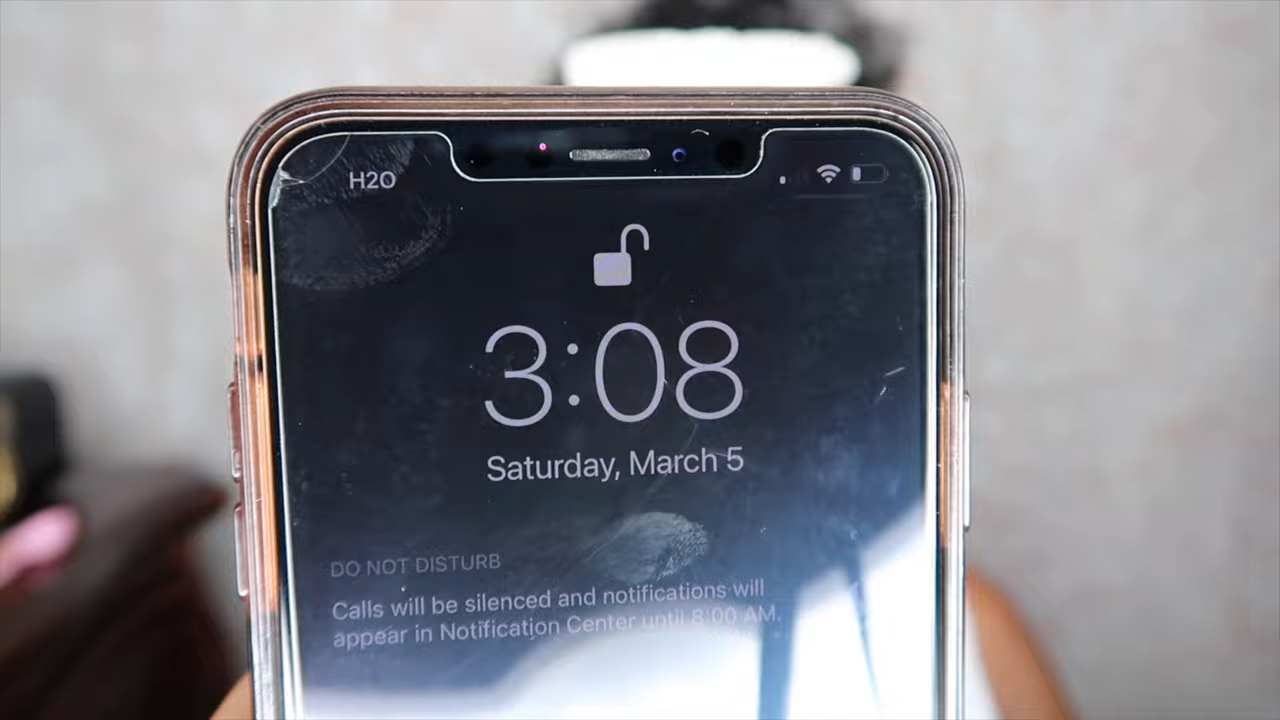 H2O
3:08
Saturday, March 5
DO NOT DISTURB
Calls will be silenced and notifications will
appear in Notification Center until 8:00 AM.